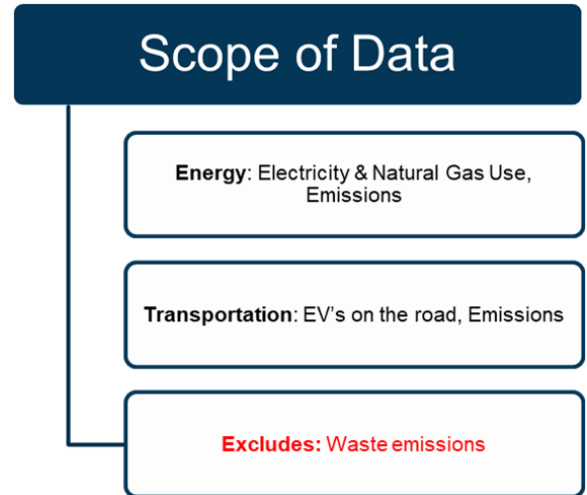 Scope of Data
Energy: Electricity & Natural Gas Use,
Emissions
Transportation: EV's on the road, Emissions
Excludes: Waste emissions